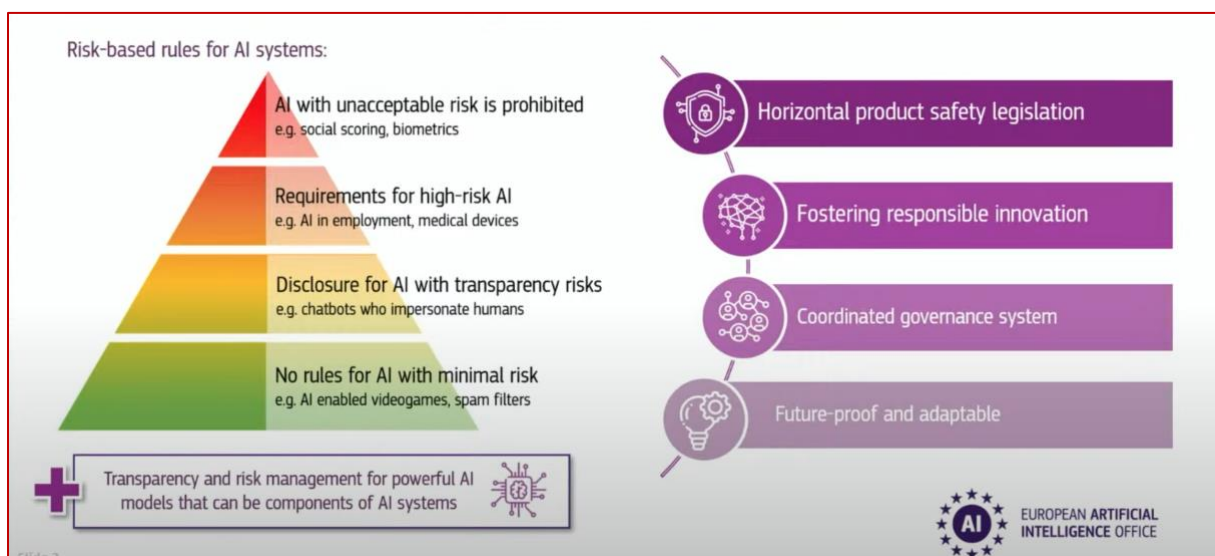 Risk-based rules for AI systems:
AI with unacceptable risk is prohibited
e.g. social scoring, biometrics
Requirements for high-risk AI
e.g. AI in employment, medical devices
Disclosure for AI with transparency risks
e.g. chatbots who impersonate humans
No rules for AI with minimal risk
e.g. AI enabled videogames, spam filters
Transparency and risk management for powerful AI
models that can be components of AI systems
Horizontal product safety legislation
Fostering responsible innovation
Coordinated governance system
Future-proof and adaptable
AI
EUROPEAN ARTIFICIAL
INTELLIGENCE OFFICE